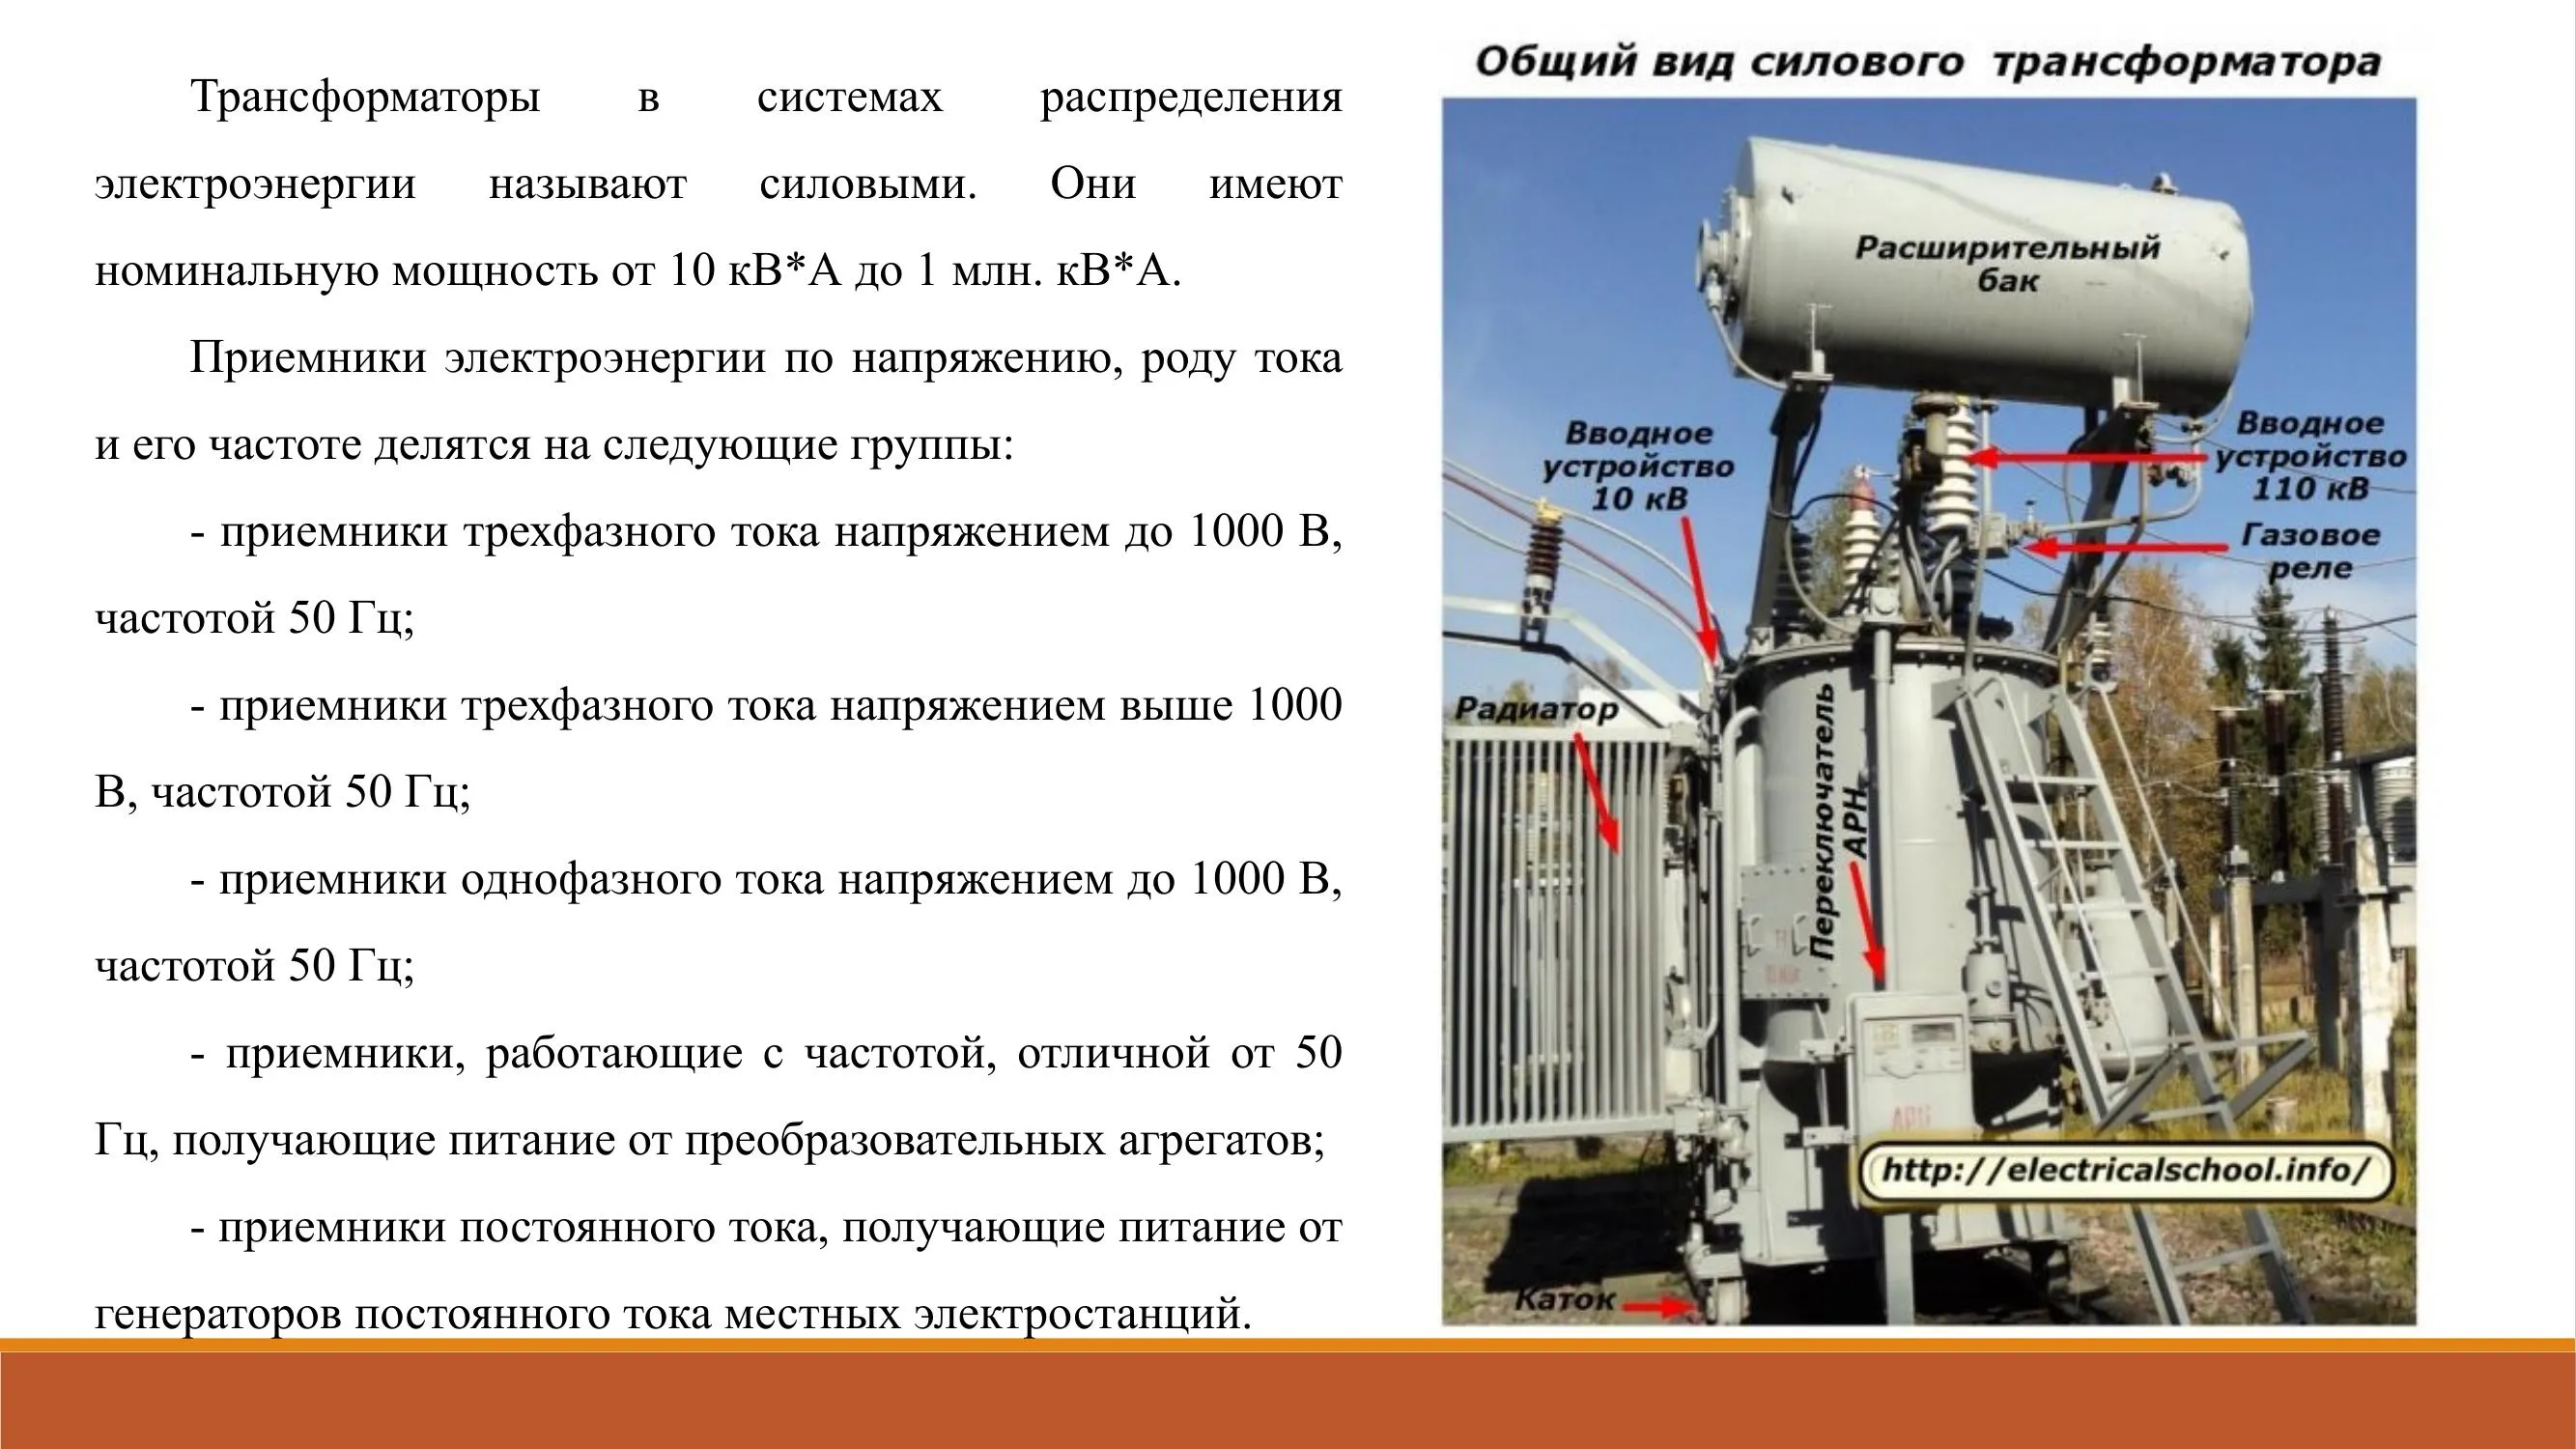 Трансформаторы в системах распределения
электроэнергии называют силовыми. Они имеют
номинальную мощность от 10 кВ*А до 1 млн. кВ*А.
Приемники электроэнергии по напряжению, роду тока
и его частоте делятся на следующие группы:
- приемники трехфазного тока напряжением до 1000 В,
частотой 50 Гц;
- приемники трехфазного тока напряжением выше 1000
В, частотой 50 Гц;
- приемники однофазного тока напряжением до 1000 В,
частотой 50 Гц;
- приемники, работающие с частотой, отличной от 50
Гц, получающие питание от преобразовательных агрегатов;
- приемники постоянного тока, получающие питание от
генераторов постоянного тока местных электростанций.
Общий вид силового трансформатора
Расширительный
бак
Вводное
устройство
10 кВ
Вводное
устройство
110 кВ
Газовое
реле
Радиатор
Переключатель
АРН
АРН
http://electricalschool.info/
Каток